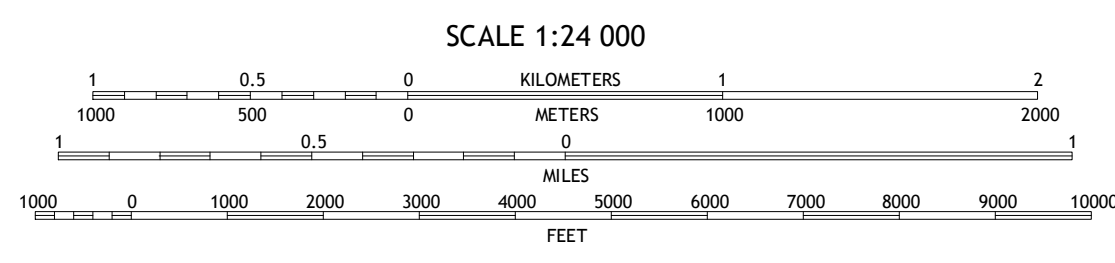 SCALE 1:24 000
1 0.5 0 KILOMETERS 1 2
1000 500 0 METERS 1000 2000
1 0.5 0 1
MILES
1000 0 1000 2000 3000 4000 5000 6000 7000 8000 9000 10000
FEET